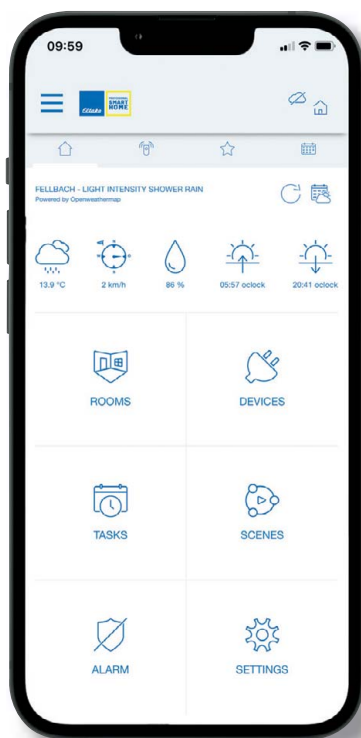 09:59
Eltako
SMART
HOME
FELLBACH - LIGHT INTENSITY SHOWER RAIN
Powered by Openweathermap
13.9 °C
2 km/h
86 %
05:57 oclock
20:41 oclock
ROOMS
DEVICES
TASKS
SCENES
ALARM
SETTINGS